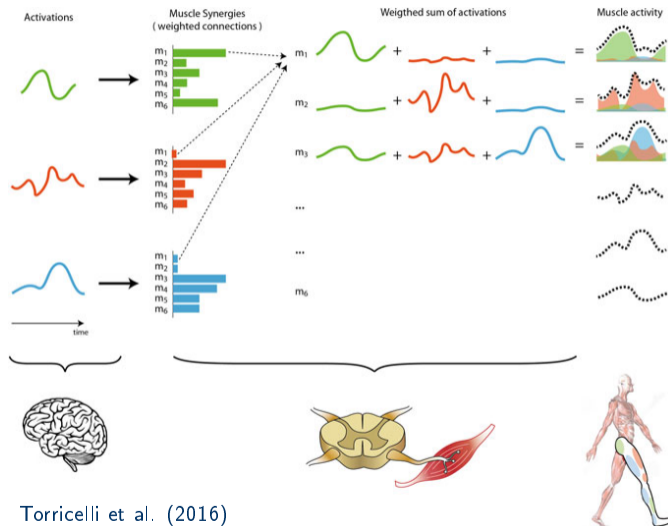 Activations
Muscle Synergies
( weighted connections )
Weigthed sum of activations
Muscle activity
m1
m2
m3
m4
m5
m6
m1
m2
m3
m4
m5
m6
m1
m2
m3
m4
m5
m6
m1
+
+
=
m2
+
+
=
m3
+
+
=
...
...
m6
time
Torricelli et al. (2016)